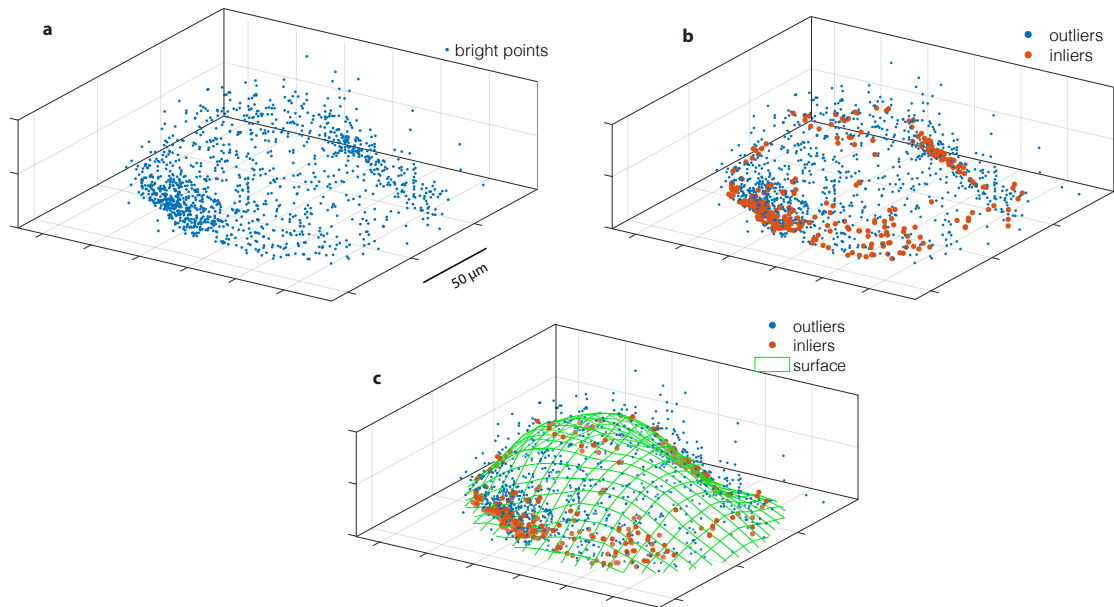 a
bright points
50 μm
b
outliers
inliers
c
outliers
inliers
surface